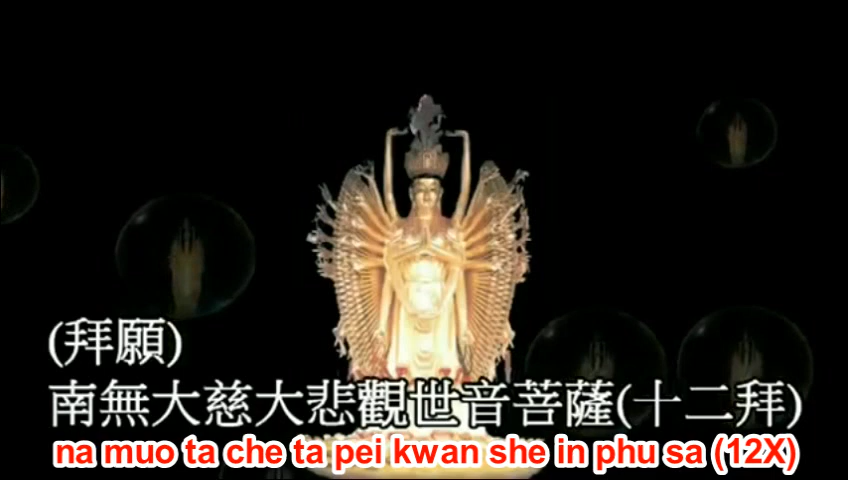 (拜願)
南無大慈大悲觀世音菩薩(十二拜)
na muo ta che ta pei kwan she in phu sa (12X)